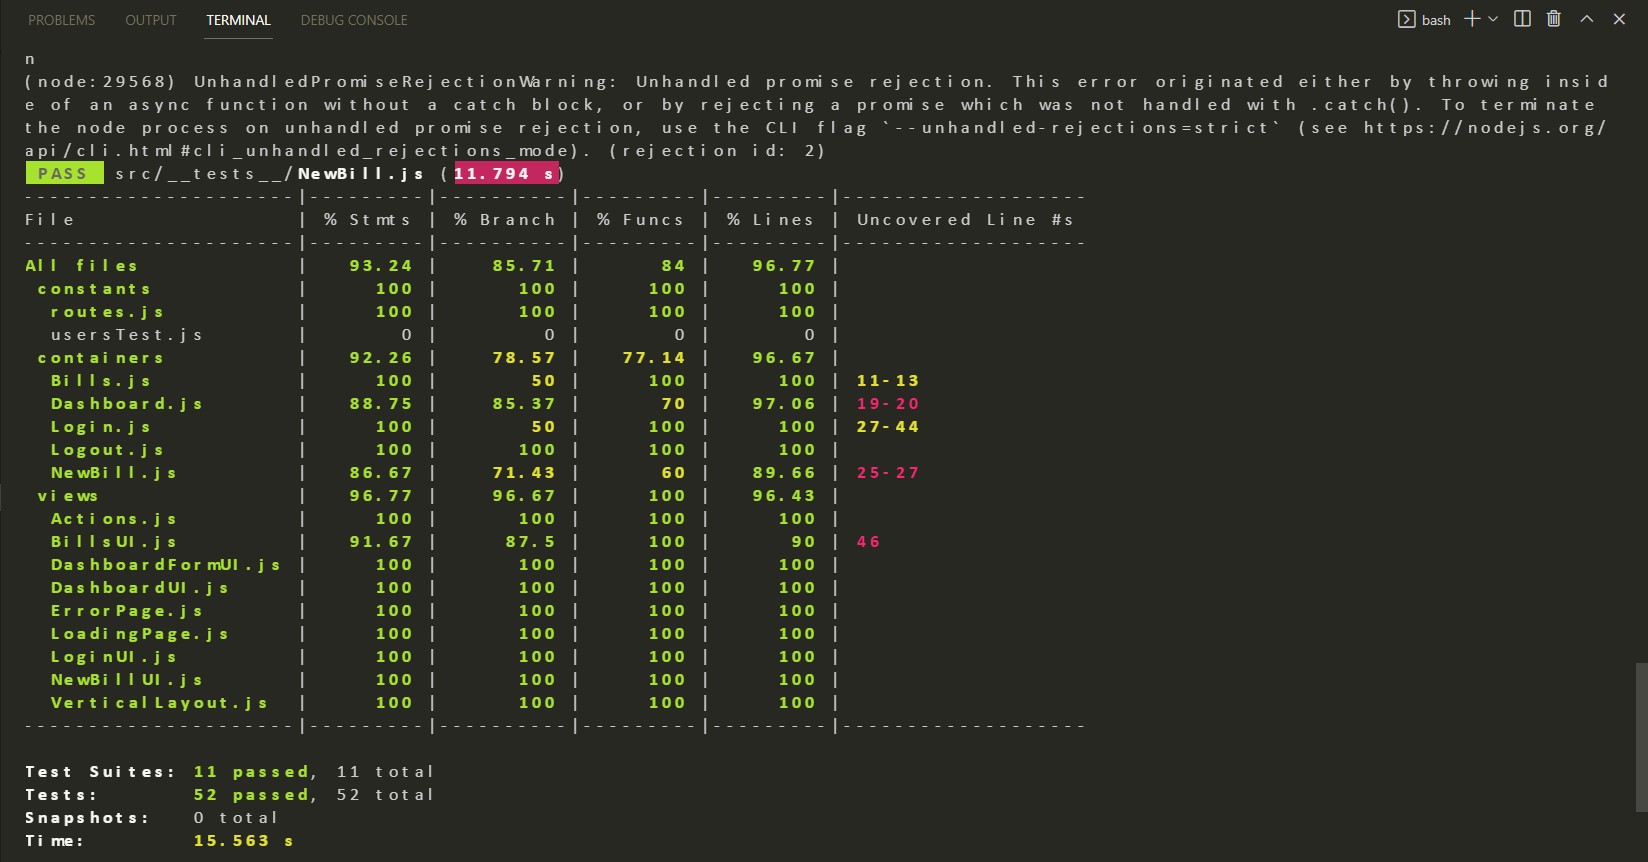 PROBLEMS OUTPUT TERMINAL DEBUG CONSOLE bash
n
(node:29568) UnhandledPromiseRejectionWarning: Unhandled promise rejection. This error originated either by throwing insid
e of an async function without a catch block, or by rejecting a promise which was not handled with .catch(). To terminate
the node process on unhandled promise rejection, use the CLI flag `--unhandled-rejections=strict` (see https://nodejs.org/
api/cli.html#cli_unhandled_rejections_mode). (rejection id: 2)
PASS src/__tests__/NewBill.js (11.794 s)
---------------------|---------|----------|---------|---------|-------------------
File                 | % Stmts | % Branch | % Funcs | % Lines | Uncovered Line #s
---------------------|---------|----------|---------|---------|-------------------
All files            |   93.24 |    85.71 |      84 |   96.77 |
 constants           |     100 |      100 |     100 |     100 |
  routes.js          |     100 |      100 |     100 |     100 |
  usersTest.js       |       0 |        0 |       0 |       0 |
 containers          |   92.26 |    78.57 |   77.14 |   96.67 |
  Bills.js           |     100 |       50 |     100 |     100 | 11-13
  Dashboard.js       |   88.75 |    85.37 |      70 |   97.06 | 19-20
  Login.js           |     100 |       50 |     100 |     100 | 27-44
  Logout.js          |     100 |      100 |     100 |     100 |
  NewBill.js         |   86.67 |    71.43 |      60 |   89.66 | 25-27
 views               |   96.77 |    96.67 |     100 |   96.43 |
  Actions.js         |     100 |      100 |     100 |     100 |
  BillsUI.js         |   91.67 |     87.5 |     100 |      90 | 46
  DashboardFormUI.js |     100 |      100 |     100 |     100 |
  DashboardUI.js     |     100 |      100 |     100 |     100 |
  ErrorPage.js       |     100 |      100 |     100 |     100 |
  LoadingPage.js     |     100 |      100 |     100 |     100 |
  LoginUI.js         |     100 |      100 |     100 |     100 |
  NewBillUI.js       |     100 |      100 |     100 |     100 |
  VerticalLayout.js  |     100 |      100 |     100 |     100 |
---------------------|---------|----------|---------|---------|-------------------
Test Suites: 11 passed, 11 total
Tests:       52 passed, 52 total
Snapshots:   0 total
Time:        15.563 s